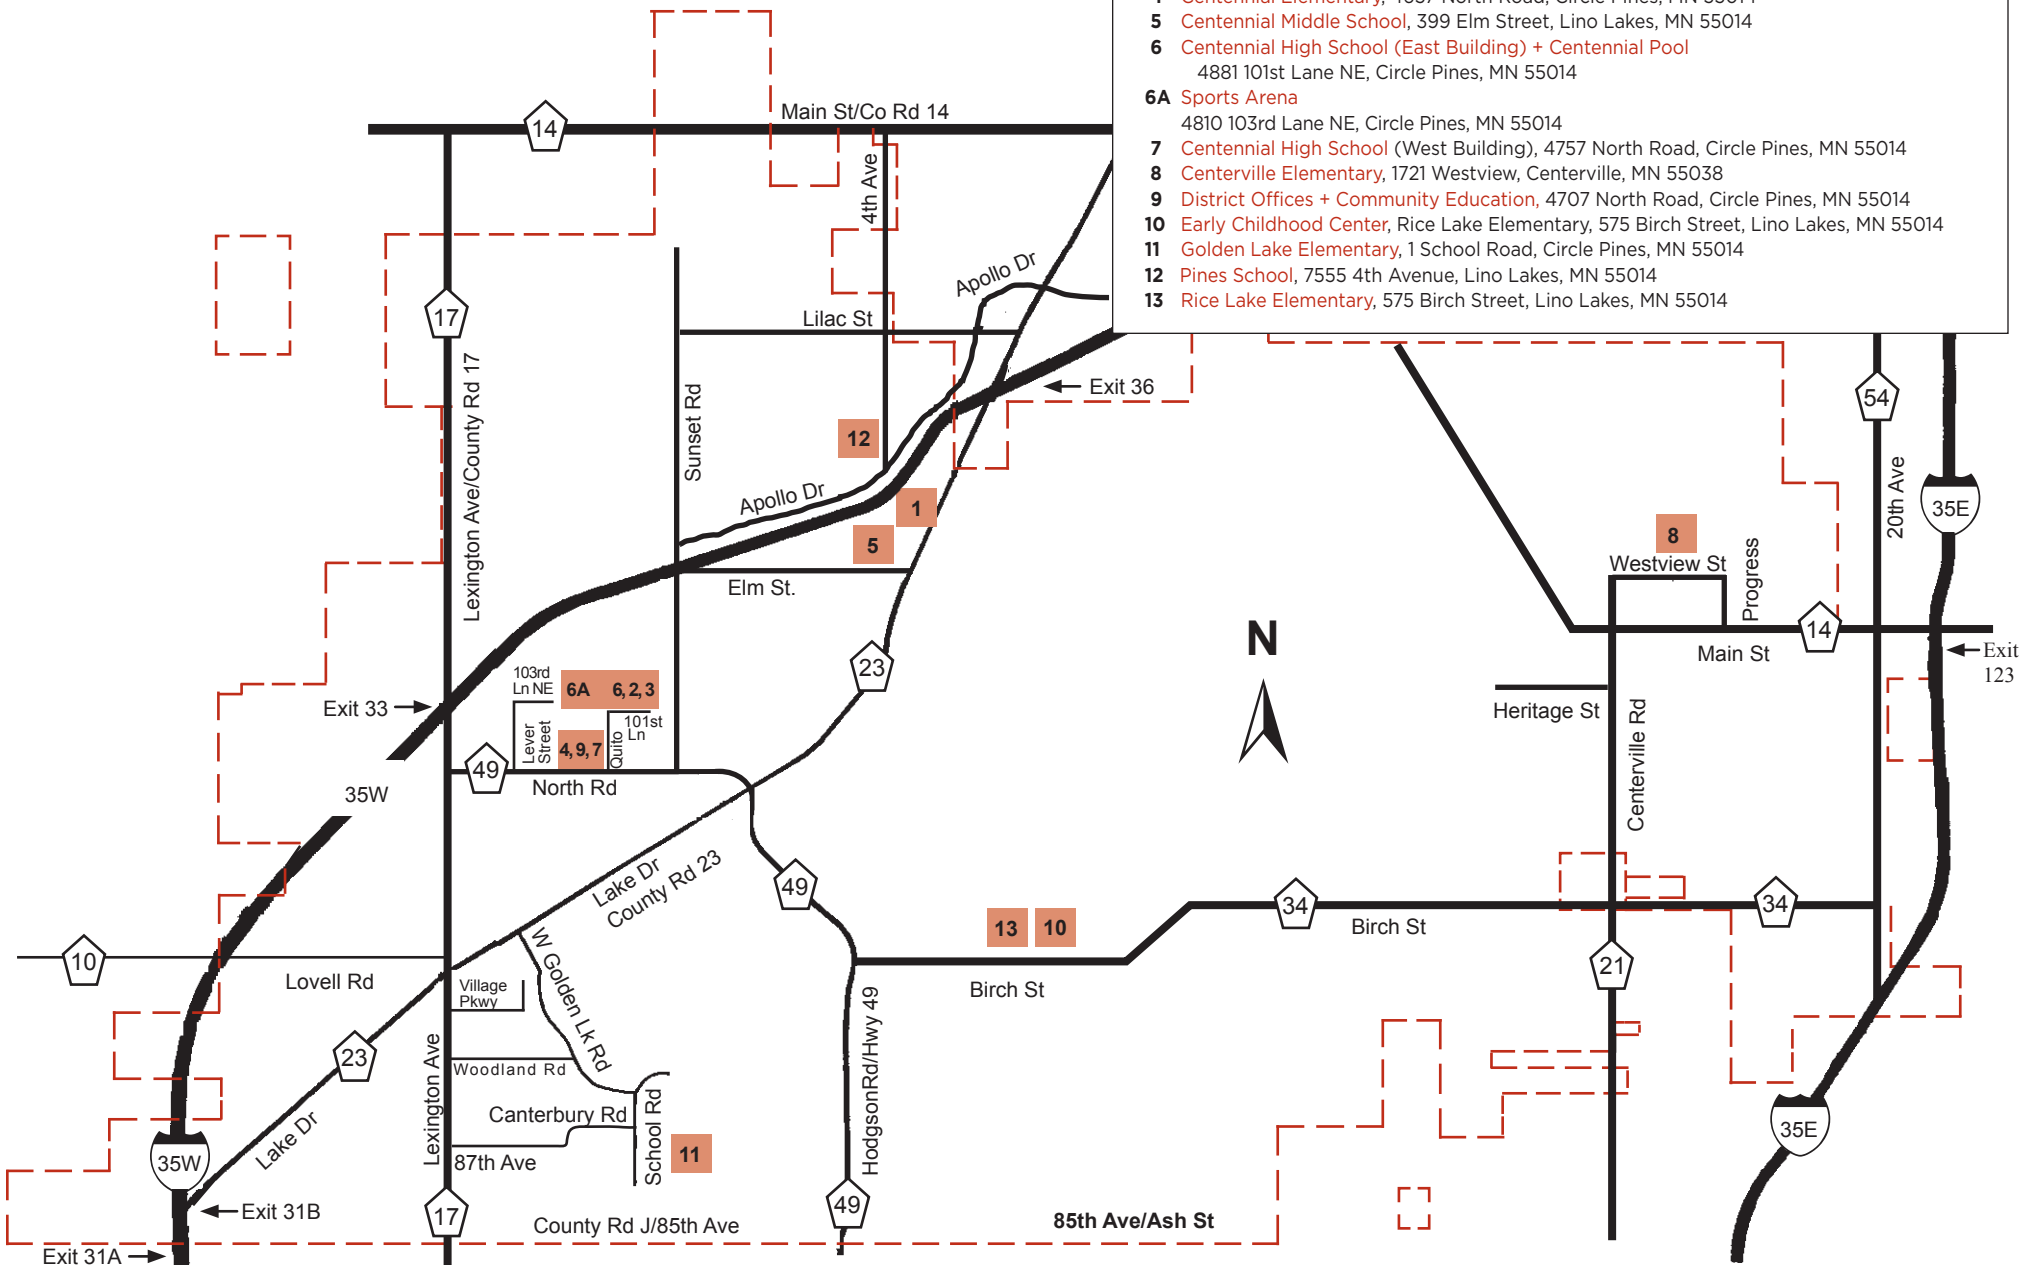 5 Centennial Middle School, 399 Elm Street, Lino Lakes, MN 55014
6 Centennial High School (East Building) + Centennial Pool
4881 101st Lane NE, Circle Pines, MN 55014
6A Sports Arena
4810 103rd Lane NE, Circle Pines, MN 55014
7 Centennial High School (West Building), 4757 North Road, Circle Pines, MN 55014
8 Centerville Elementary, 1721 Westview, Centerville, MN 55038
9 District Offices + Community Education, 4707 North Road, Circle Pines, MN 55014
10 Early Childhood Center, Rice Lake Elementary, 575 Birch Street, Lino Lakes, MN 55014
11 Golden Lake Elementary, 1 School Road, Circle Pines, MN 55014
12 Pines School, 7555 4th Avenue, Lino Lakes, MN 55014
13 Rice Lake Elementary, 575 Birch Street, Lino Lakes, MN 55014
Main St/Co Rd 14
14
4th Ave
Apollo Dr
17
Lilac St
Exit 36
54
Lexington Ave/County Rd 17
Sunset Rd
12
20th Ave
35E
Apollo Dr
1
5
8
Westview St
Progress
Elm St.
14
Main St
Exit
123
N
23
103rd
Ln NE
6A
6, 2, 3
Exit 33
Lever
Street
4, 9, 7
Quito
101st
Ln
Heritage St
Centerville Rd
49
North Rd
35W
Lake Dr
County Rd 23
49
13
10
34
Birch St
34
10
Lovell Rd
W Golden Lk Rd
Village
Pkwy
Birch St
21
23
Lexington Ave
Woodland Rd
HodgsonRd/Hwy 49
Canterbury Rd
School Rd
Lake Dr
35W
87th Ave
11
35E
Exit 31B
17
49
County Rd J/85th Ave
85th Ave/Ash St
Exit 31A